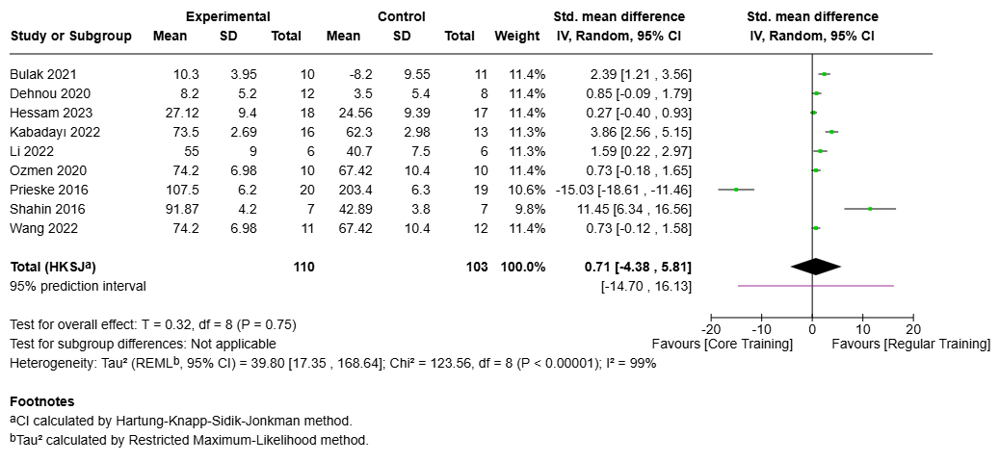 Experimental Control Std. mean difference Std. mean difference
Study or Subgroup Mean SD Total Mean SD Total Weight IV, Random, 95% CI IV, Random, 95% CI
Bulak 2021 10.3 3.95 10 -8.2 9.55 11 11.4% 2.39 [1.21 , 3.56]
Dehnou 2020 8.2 5.2 12 3.5 5.4 8 11.4% 0.85 [-0.09 , 1.79]
Hessam 2023 27.12 9.4 18 24.56 9.39 17 11.4% 0.27 [-0.40 , 0.93]
Kabadayı 2022 73.5 2.69 16 62.3 2.98 13 11.3% 3.86 [2.56 , 5.15]
Li 2022 55 9 6 40.7 7.5 6 11.3% 1.59 [0.22 , 2.97]
Ozmen 2020 74.2 6.98 10 67.42 10.4 10 11.4% 0.73 [-0.18 , 1.65]
Prieske 2016 107.5 6.2 20 203.4 6.3 19 10.6% -15.03 [-18.61 , -11.46]
Shahin 2016 91.87 4.2 7 42.89 3.8 7 9.8% 11.45 [6.34 , 16.56]
Wang 2022 74.2 6.98 11 67.42 10.4 12 11.4% 0.73 [-0.12 , 1.58]
Total (HKSJᵃ) 110 103 100.0% 0.71 [-4.38 , 5.81]
95% prediction interval [-14.70 , 16.13]
Test for overall effect: T = 0.32, df = 8 (P = 0.75)
-20 -10 0 10 20
Test for subgroup differences: Not applicable
Favours [Core Training] Favours [Regular Training]
Heterogeneity: Tau² (REMLᵇ, 95% CI) = 39.80 [17.35 , 168.64]; Chi² = 123.56, df = 8 (P < 0.00001); I² = 99%
Footnotes
ᵃCI calculated by Hartung-Knapp-Sidik-Jonkman method.
ᵇTau² calculated by Restricted Maximum-Likelihood method.